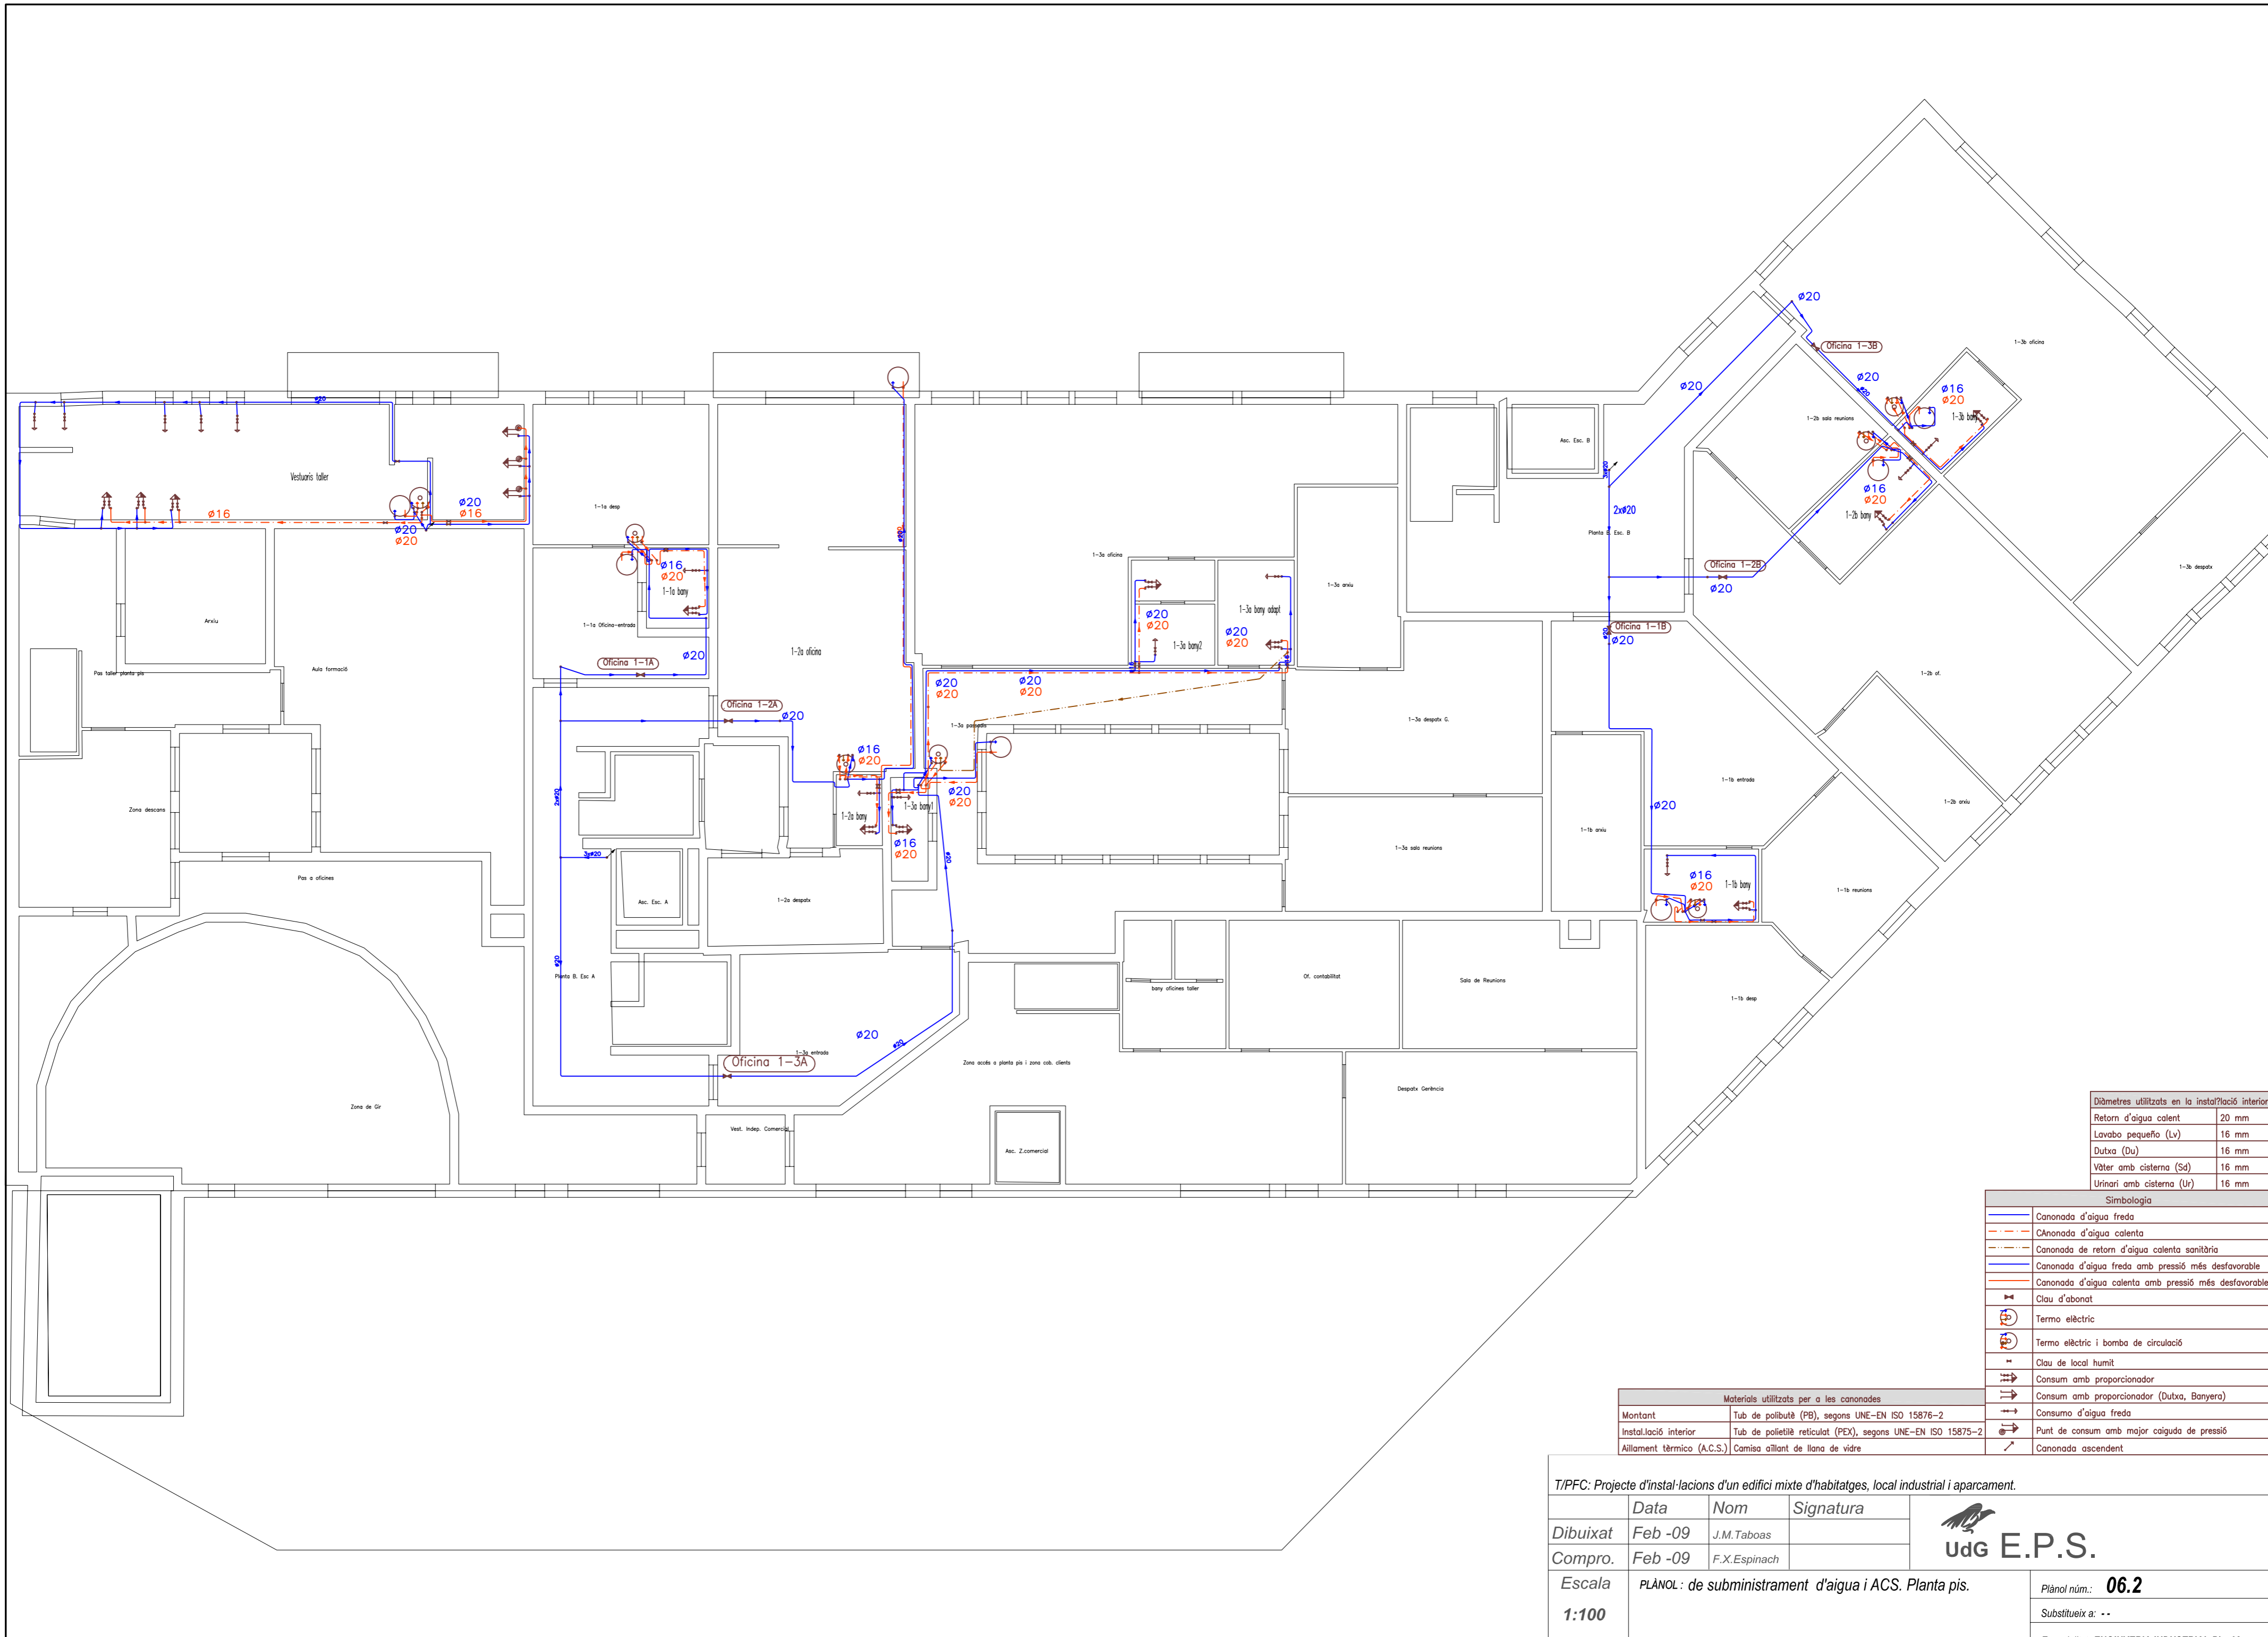 ø20
Oficina 1-3B
1-3b oficina
ø20
ø20
ø16
ø20
ø20
1-3b bany
1-2b sala reunions
Asc. Esc. B
3xø20
2xø20
Planta B. Esc. B
ø16
ø20
1-2b bany
Oficina 1-2B
ø20
1-3b despatx
Oficina 1-1B
ø20
ø20
1-2b of.
1-2b arxiu
1-1b entrada
ø20
1-1b arxiu
1-1b reunions
ø16
ø20
1-1b bany
1-1b desp
ø20
Vestuaris taller
ø20
ø16
ø16
ø20
ø20
1-1a desp
ø16
ø20
1-1a bany
1-1a Oficina-entrada
Oficina 1-1A
ø20
Arxiu
Pas taller planta pis
Aula formació
Zona descans
Pas a oficines
Zona de Gir
1-2a oficina
ø20
ø20
Oficina 1-2A
ø20
ø16
ø20
1-2a bany
1-3a bany1
ø20
ø20
ø16
ø20
ø20
2xø20
3xø20
ø20
Asc. Esc. A
Planta B. Esc A
1-2a despatx
1-3a entrada
Oficina 1-3A
ø20
ø20
1-3a oficina
1-3a arxiu
ø20
ø20
1-3a bany2
1-3a bany adapt
ø20
ø20
ø16
ø16
ø20
ø20
ø20
ø20
1-3a passadis
1-3a despatx G.
1-3a sala reunions
bany oficines taller
Of. contabilitat
Sala de Reunions
Zona accés a planta pis i zona cob. clients
Despatx Gerència
Vest. Indep. Comercial
Asc. Z.comercial
Diàmetres utilitzats en la instal?lació interior
Retorn d'aigua calent 20 mm
Lavabo pequeño (Lv) 16 mm
Dutxa (Du) 16 mm
Vàter amb cisterna (Sd) 16 mm
Urinari amb cisterna (Ur) 16 mm
Simbologia
Canonada d'aigua freda
CAnonada d'aigua calenta
Canonada de retorn d'aigua calenta sanitària
Canonada d'aigua freda amb pressió més desfavorable
Canonada d'aigua calenta amb pressió més desfavorable
Clau d'abonat
Termo elèctric
Termo elèctric i bomba de circulació
Clau de local humit
Consum amb proporcionador
Consum amb proporcionador (Dutxa, Banyera)
Consumo d'aigua freda
Punt de consum amb major caiguda de pressió
Canonada ascendent
Materials utilitzats per a les canonades
Montant Tub de polibutè (PB), segons UNE-EN ISO 15876-2
Instal.lació interior Tub de polietilè reticulat (PEX), segons UNE-EN ISO 15875-2
Aïllament tèrmico (A.C.S.) Camisa aïllant de llana de vidre
T/PFC: Projecte d'instal·lacions d'un edifici mixte d'habitatges, local industrial i aparcament.
Data Nom Signatura
Dibuixat Feb -09 J.M.Taboas
Compro. Feb -09 F.X.Espinach
UdG E.P.S.
Escala
1:100
PLÀNOL : de subministrament d'aigua i ACS. Planta pis.
Plànol núm.: 06.2
Substitueix a: - -